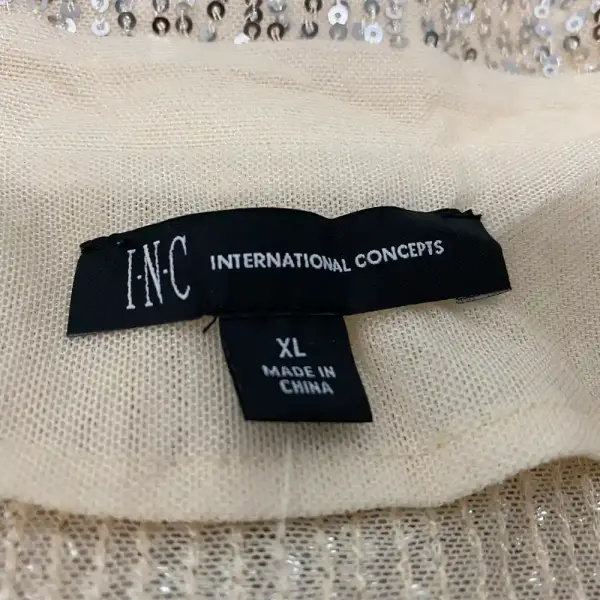 I·N·C INTERNATIONAL CONCEPTS
XL
MADE IN
CHINA